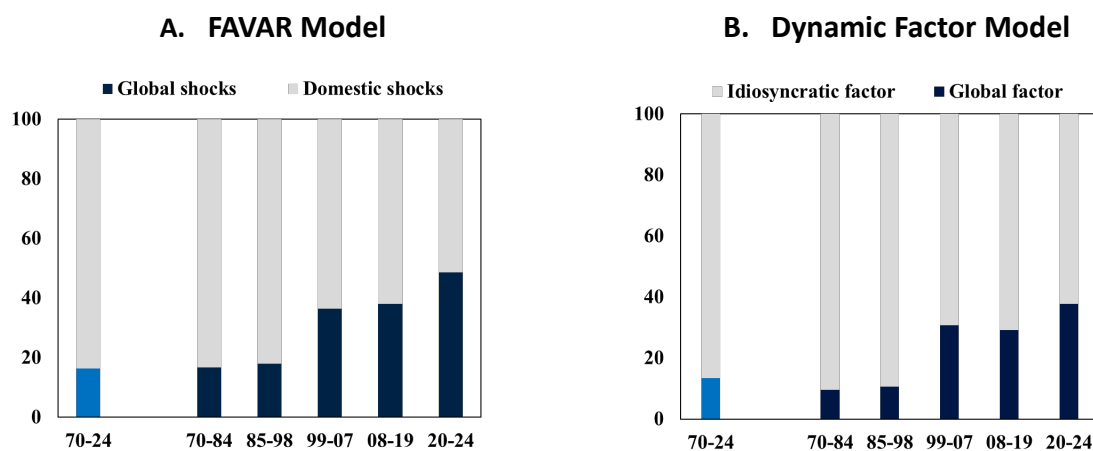 A. FAVAR Model
Global shocks Domestic shocks
100
80
60
40
20
0
70-24 70-84 85-98 99-07 08-19 20-24
B. Dynamic Factor Model
Idiosyncratic factor Global factor
100
80
60
40
20
0
70-24 70-84 85-98 99-07 08-19 20-24